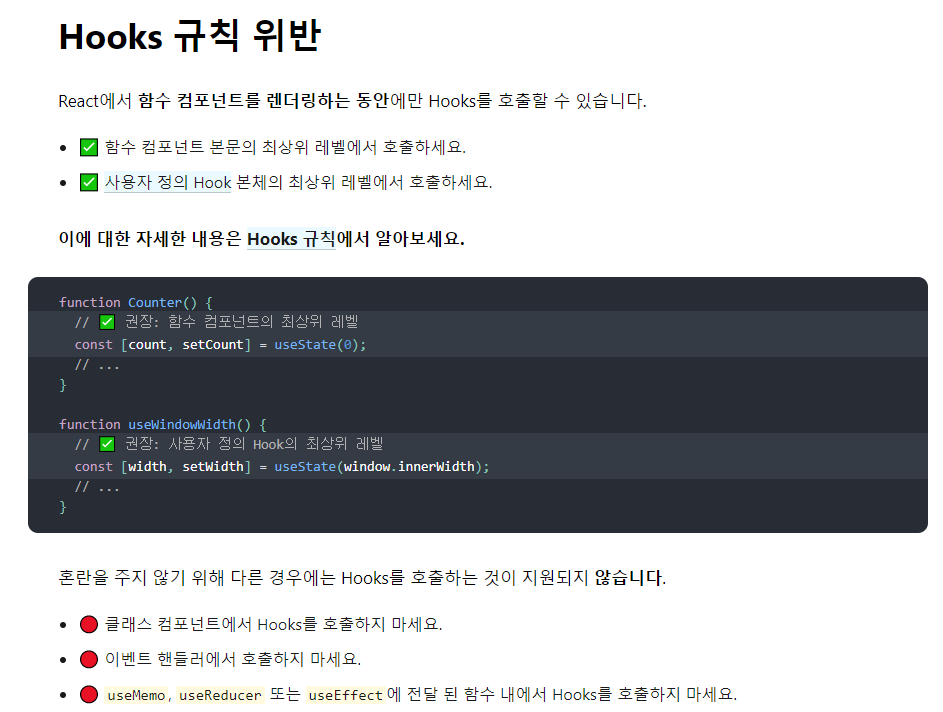 Hooks 규칙 위반
React에서 함수 컴포넌트를 렌더링하는 동안에만 Hooks를 호출할 수 있습니다.
• ✅ 함수 컴포넌트 본문의 최상위 레벨에서 호출하세요.
• ✅ 사용자 정의 Hook 본체의 최상위 레벨에서 호출하세요.
이에 대한 자세한 내용은 Hooks 규칙에서 알아보세요.
function Counter() {
  // ✅ 권장: 함수 컴포넌트의 최상위 레벨
  const [count, setCount] = useState(0);
  // ...
}
function useWindowWidth() {
  // ✅ 권장: 사용자 정의 Hook의 최상위 레벨
  const [width, setWidth] = useState(window.innerWidth);
  // ...
}
혼란을 주지 않기 위해 다른 경우에는 Hooks를 호출하는 것이 지원되지 않습니다.
• 🔴 클래스 컴포넌트에서 Hooks를 호출하지 마세요.
• 🔴 이벤트 핸들러에서 호출하지 마세요.
• 🔴 useMemo, useReducer 또는 useEffect에 전달 된 함수 내에서 Hooks를 호출하지 마세요.